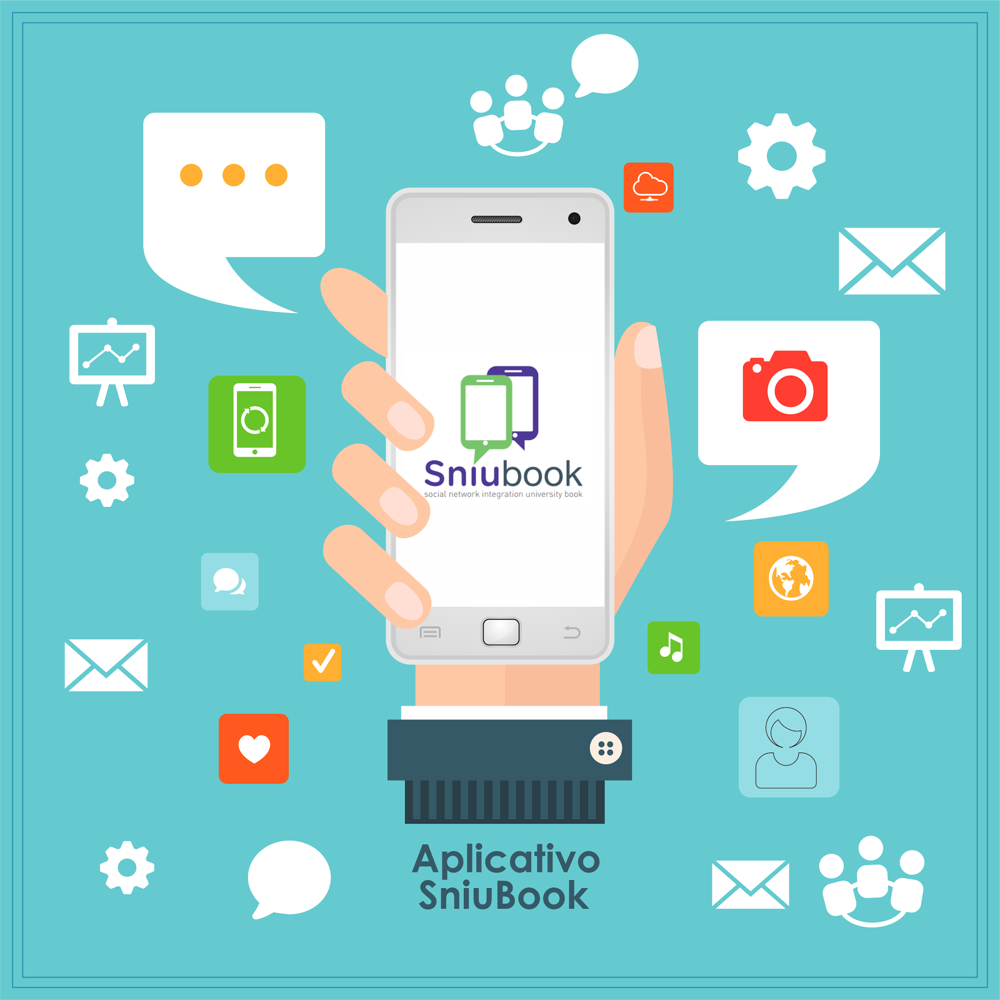 Sniubook
social network integration university book
Aplicativo
SniuBook